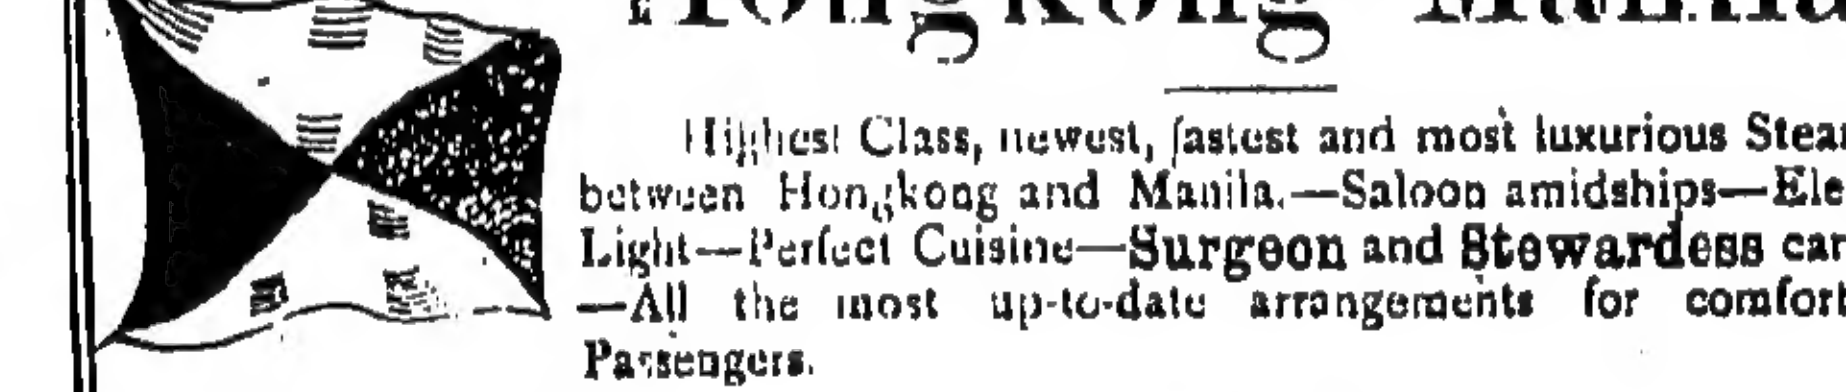 Hongkong Manila
Highest Class, newest, fastest and most luxurious Stea
between Hongkong and Manila.—Saloon amidships—Ele
Light—Perfect Cuisine—Surgeon and Stewardess car
—All the most up-to-date arrangements for comfort
Passengers.